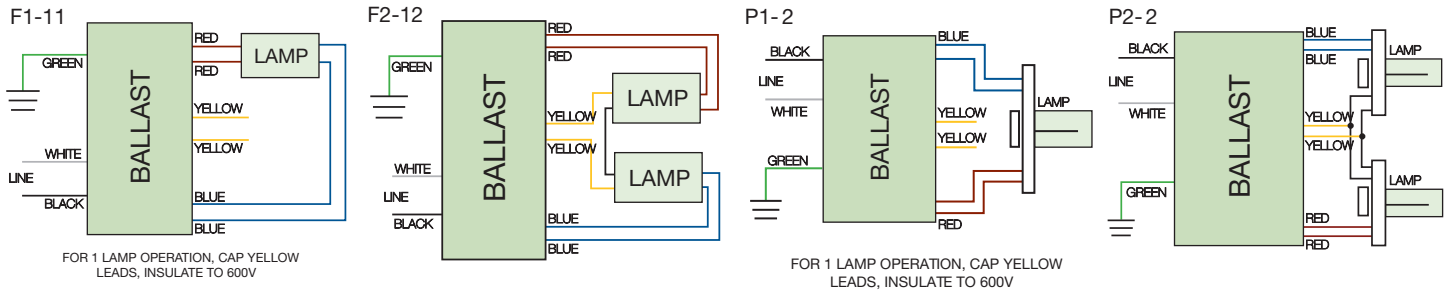 F1-11
RED
RED
LAMP
GREEN
BALLAST
YELLOW
YELLOW
WHITE
LINE
BLACK
BLUE
BLUE
FOR 1 LAMP OPERATION, CAP YELLOW
LEADS, INSULATE TO 600V
F2-12
RED
RED
GREEN
BALLAST
LAMP
YELLOW
YELLOW
LAMP
WHITE
LINE
BLACK
BLUE
BLUE
P1-2
BLUE
BLACK
LINE
WHITE
BALLAST
YELLOW
YELLOW
LAMP
GREEN
RED
FOR 1 LAMP OPERATION, CAP YELLOW
LEADS, INSULATE TO 600V
P2-2
BLUE
BLUE
LAMP
BLACK
LINE
WHITE
BALLAST
YELLOW
YELLOW
LAMP
GREEN
RED
RED